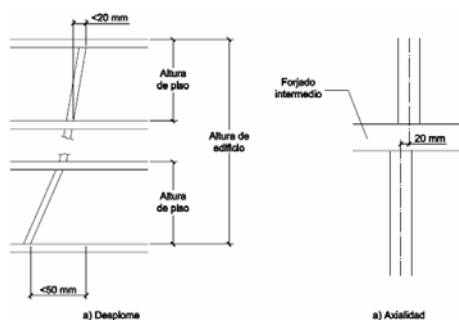 <20 mm
Altura
de piso
Altura de
edificio
Altura
de piso
<50 mm
a) Desplome
Forjado
intermedio
20 mm
a) Axialidad